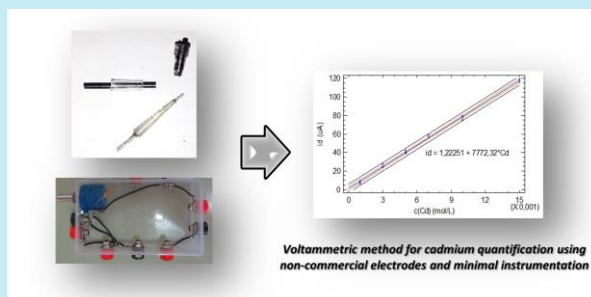 120
100
80
60
40
20
0
id (uA)
id = 1,22251 + 7772,32*Cd
0 3 6 9 12 15
(X 0,001)
c(Cd) (mol/L)
Voltammetric method for cadmium quantification using
non-commercial electrodes and minimal instrumentation